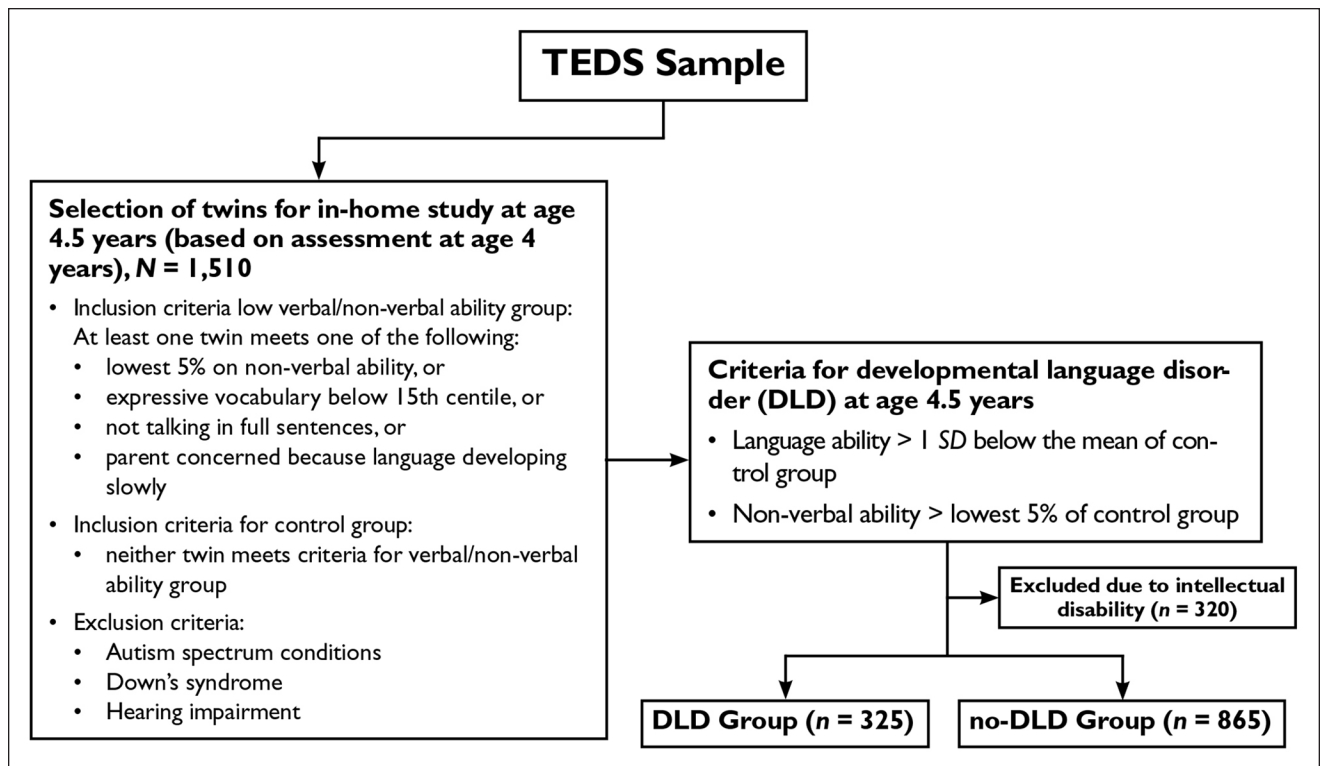 TEDS Sample
Selection of twins for in-home study at age
4.5 years (based on assessment at age 4
years), N = 1,510
• Inclusion criteria low verbal/non-verbal ability group:
At least one twin meets one of the following:
• lowest 5% on non-verbal ability, or
• expressive vocabulary below 15th centile, or
• not talking in full sentences, or
• parent concerned because language developing
slowly
• Inclusion criteria for control group:
• neither twin meets criteria for verbal/non-verbal
ability group
• Exclusion criteria:
• Autism spectrum conditions
• Down’s syndrome
• Hearing impairment
Criteria for developmental language disor-
der (DLD) at age 4.5 years
• Language ability > 1 SD below the mean of con-
trol group
• Non-verbal ability > lowest 5% of control group
Excluded due to intellectual
disability (n = 320)
DLD Group (n = 325)
no-DLD Group (n = 865)